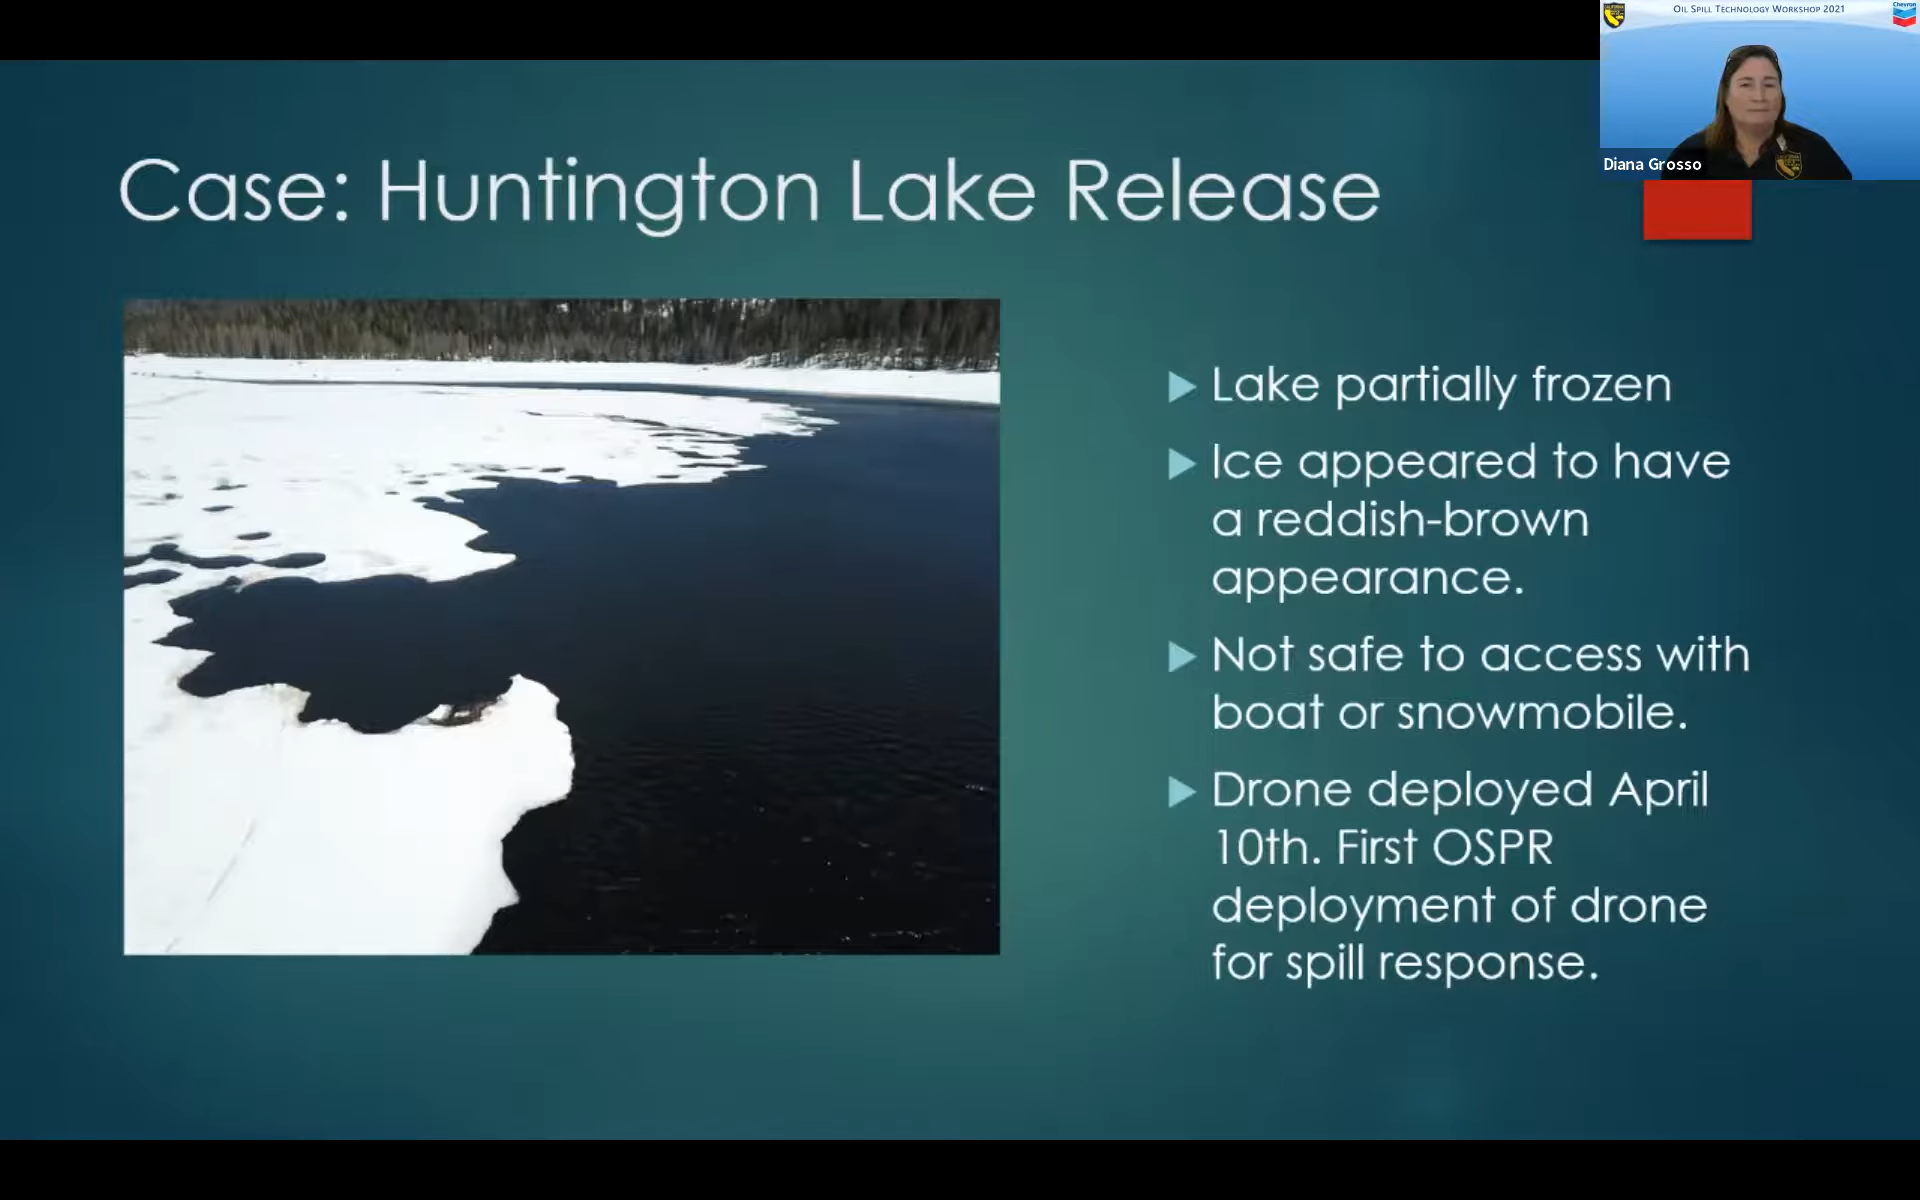 OIL SPILL TECHNOLOGY WORKSHOP 2021
Chevron
Diana Grosso
Case: Huntington Lake Release
Lake partially frozen
Ice appeared to have
a reddish-brown
appearance.
Not safe to access with
boat or snowmobile.
Drone deployed April
10th. First OSPR
deployment of drone
for spill response.